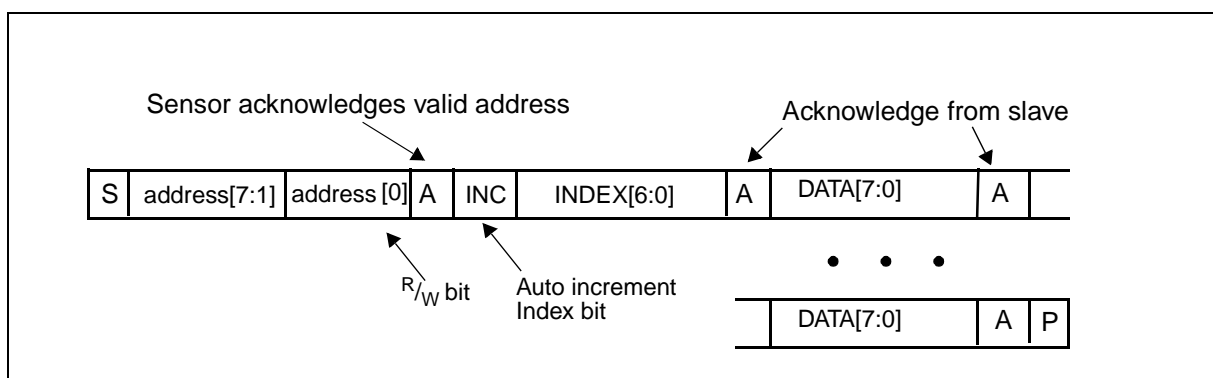 Sensor acknowledges valid address
Acknowledge from slave
S address[7:1] address [0] A INC INDEX[6:0] A DATA[7:0] A
R/W bit
Auto increment
Index bit
DATA[7:0] A P